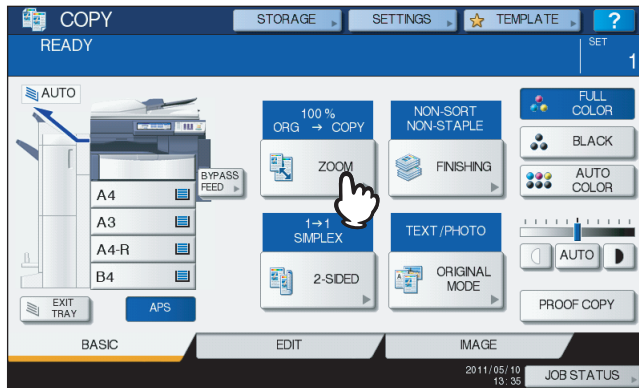 COPY
STORAGE
SETTINGS
TEMPLATE
?
READY
SET
1
AUTO
100 %
ORG → COPY
NON-SORT
NON-STAPLE
FULL
COLOR
ZOOM
FINISHING
BLACK
BYPASS
FEED
AUTO
COLOR
A4
A3
A4-R
B4
1→1
SIMPLEX
TEXT/PHOTO
2-SIDED
ORIGINAL
MODE
AUTO
EXIT
TRAY
APS
PROOF COPY
BASIC
EDIT
IMAGE
2011/05/10
13:35
JOB STATUS